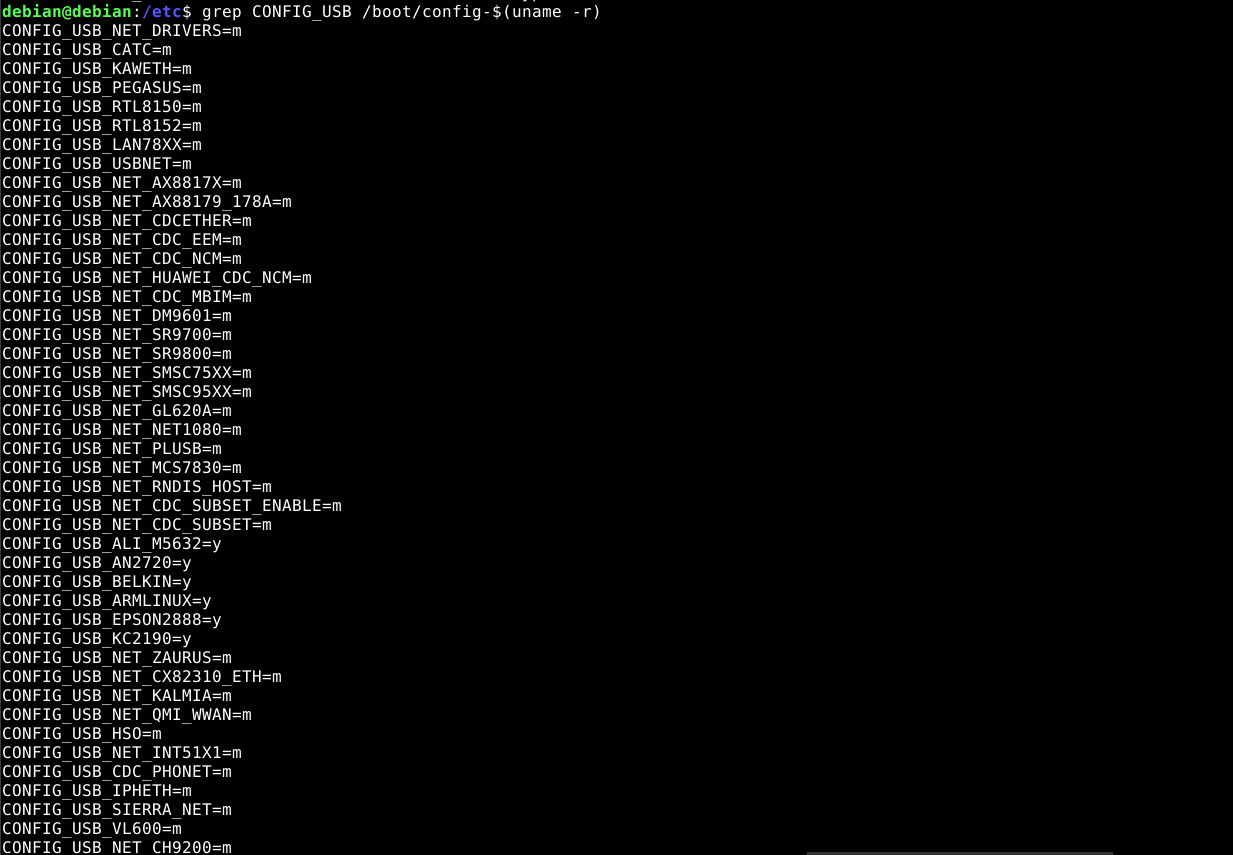 debian@debian:/etc$ grep CONFIG_USB /boot/config-$(uname -r)
CONFIG_USB_NET_DRIVERS=m
CONFIG_USB_CATC=m
CONFIG_USB_KAWETH=m
CONFIG_USB_PEGASUS=m
CONFIG_USB_RTL8150=m
CONFIG_USB_RTL8152=m
CONFIG_USB_LAN78XX=m
CONFIG_USB_USBNET=m
CONFIG_USB_NET_AX8817X=m
CONFIG_USB_NET_AX88179_178A=m
CONFIG_USB_NET_CDCETHER=m
CONFIG_USB_NET_CDC_EEM=m
CONFIG_USB_NET_CDC_NCM=m
CONFIG_USB_NET_HUAWEI_CDC_NCM=m
CONFIG_USB_NET_CDC_MBIM=m
CONFIG_USB_NET_DM9601=m
CONFIG_USB_NET_SR9700=m
CONFIG_USB_NET_SR9800=m
CONFIG_USB_NET_SMSC75XX=m
CONFIG_USB_NET_SMSC95XX=m
CONFIG_USB_NET_GL620A=m
CONFIG_USB_NET_NET1080=m
CONFIG_USB_NET_PLUSB=m
CONFIG_USB_NET_MCS7830=m
CONFIG_USB_NET_RNDIS_HOST=m
CONFIG_USB_NET_CDC_SUBSET_ENABLE=m
CONFIG_USB_NET_CDC_SUBSET=m
CONFIG_USB_ALI_M5632=y
CONFIG_USB_AN2720=y
CONFIG_USB_BELKIN=y
CONFIG_USB_ARMLINUX=y
CONFIG_USB_EPSON2888=y
CONFIG_USB_KC2190=y
CONFIG_USB_NET_ZAURUS=m
CONFIG_USB_NET_CX82310_ETH=m
CONFIG_USB_NET_KALMIA=m
CONFIG_USB_NET_QMI_WWAN=m
CONFIG_USB_HSO=m
CONFIG_USB_NET_INT51X1=m
CONFIG_USB_CDC_PHONET=m
CONFIG_USB_IPHETH=m
CONFIG_USB_SIERRA_NET=m
CONFIG_USB_VL600=m
CONFIG_USB_NET_CH9200=m